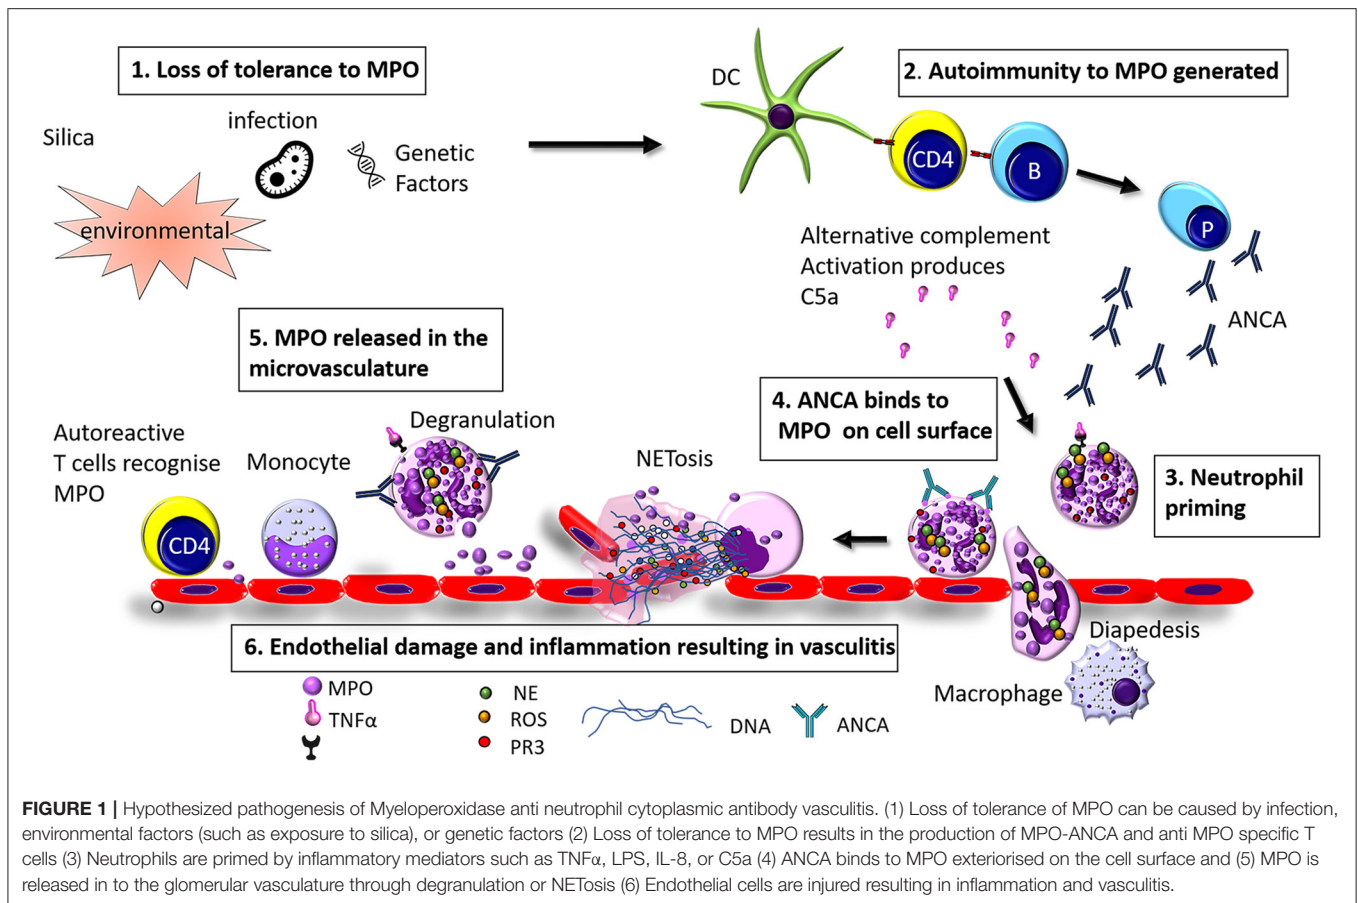 1. Loss of tolerance to MPO
Silica
infection
Genetic
Factors
environmental
DC
2. Autoimmunity to MPO generated
CD4
B
P
Alternative complement
Activation produces
C5a
ANCA
5. MPO released in the
microvasculature
4. ANCA binds to
MPO on cell surface
3. Neutrophil
priming
Autoreactive
T cells recognise
MPO
Monocyte
Degranulation
NETosis
CD4
Diapedesis
Macrophage
6. Endothelial damage and inflammation resulting in vasculitis
MPO
TNFα
NE
ROS
PR3
DNA
ANCA
FIGURE 1 | Hypothesized pathogenesis of Myeloperoxidase anti neutrophil cytoplasmic antibody vasculitis. (1) Loss of tolerance of MPO can be caused by infection,
environmental factors (such as exposure to silica), or genetic factors (2) Loss of tolerance to MPO results in the production of MPO-ANCA and anti MPO specific T
cells (3) Neutrophils are primed by inflammatory mediators such as TNFα, LPS, IL-8, or C5a (4) ANCA binds to MPO exteriorised on the cell surface and (5) MPO is
released in to the glomerular vasculature through degranulation or NETosis (6) Endothelial cells are injured resulting in inflammation and vasculitis.